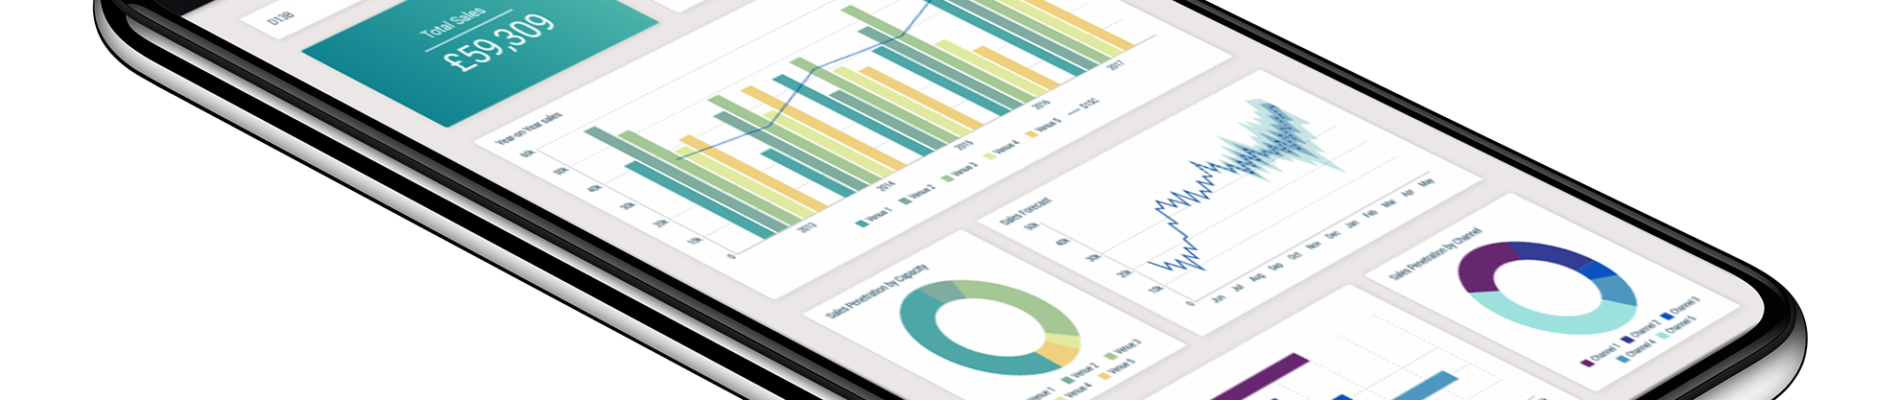 D13B
Total Sales
£59,309
Year on Year sales
60k
50k
40k
30k
20k
10k
0
2013
2014
2015
2016
2017
Venue 1
Venue 2
Venue 3
Venue 4
Venue 5
D15C
Sales Forecast
50k
40k
30k
20k
10k
0
Jun
Jul
Aug
Sep
Oct
Nov
Dec
Jan
Feb
Mar
Apr
May
Sales Penetration by Capacity
Venue 1
Venue 2
Venue 3
Venue 4
Venue 5
Sales Penetration by Channel
Channel 1
Channel 2
Channel 3
Channel 4
Channel 5